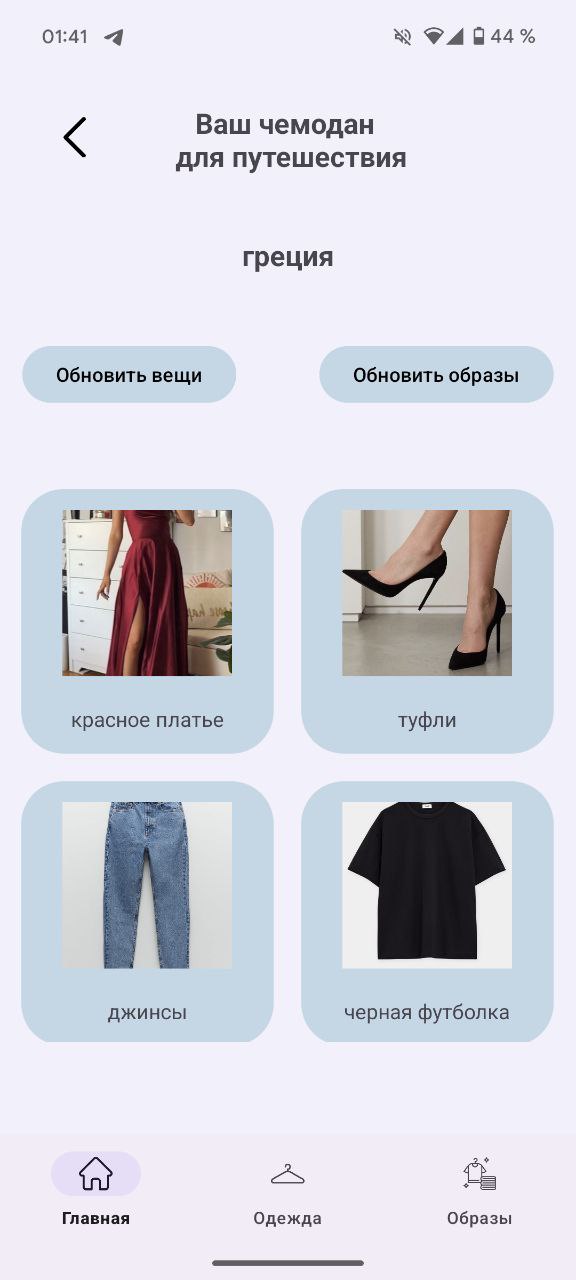 01:41
44 %
Ваш чемодан
для путешествия
греция
Обновить вещи
Обновить образы
красное платье
туфли
джинсы
черная футболка
Главная
Одежда
Образы